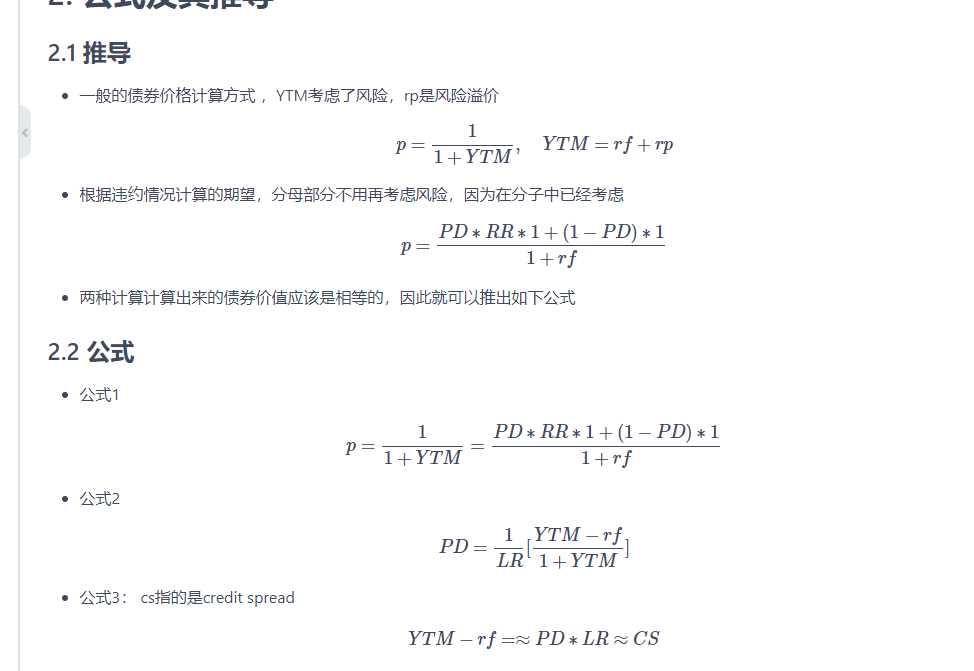 2. 公式及其推导
2.1 推导
一般的债券价格计算方式 ，YTM考虑了风险，rp是风险溢价
p = \frac{1}{1 + YTM}, \quad YTM = rf + rp
根据违约情况计算的期望，分母部分不用再考虑风险，因为在分子中已经考虑
p = \frac{PD * RR * 1 + (1 - PD) * 1}{1 + rf}
两种计算计算出来的债券价值应该是相等的，因此就可以推出如下公式
2.2 公式
公式1
p = \frac{1}{1 + YTM} = \frac{PD * RR * 1 + (1 - PD) * 1}{1 + rf}
公式2
PD = \frac{1}{LR}[\frac{YTM - rf}{1 + YTM}]
公式3： cs指的是credit spread
YTM - rf =≈ PD * LR ≈ CS